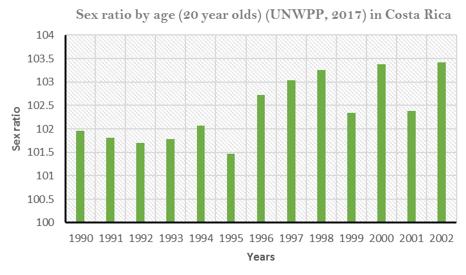 Sex ratio by age (20 year olds) (UNWPP, 2017) in Costa Rica
104
103.5
103
102.5
102
101.5
101
100.5
100
Sex ratio
1990 1991 1992 1993 1994 1995 1996 1997 1998 1999 2000 2001 2002
Years